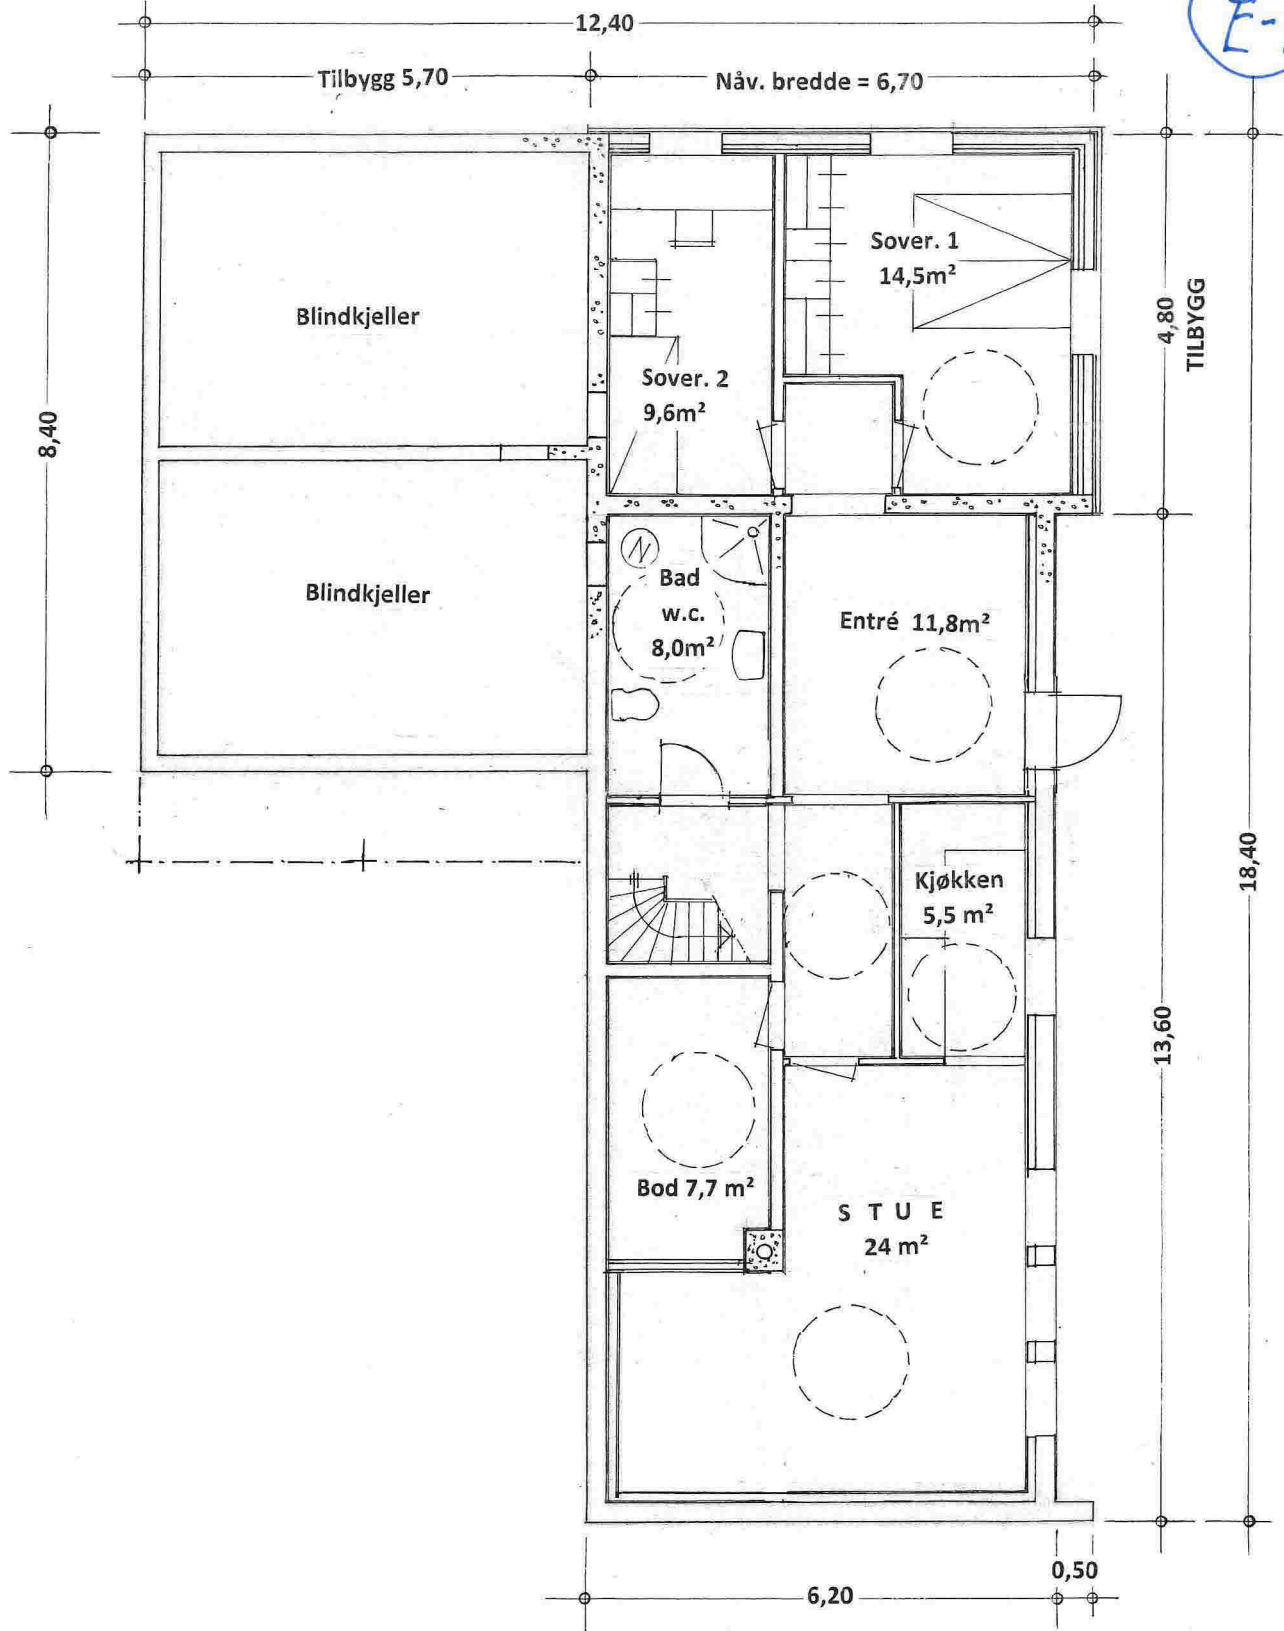 12,40
E-
Tilbygg 5,70
Nåv. bredde = 6,70
Sover. 1
14,5m²
Blindkjeller
4,80
TILBYGG
Sover. 2
9,6m²
8,40
Blindkjeller
Bad
w.c.
8,0m²
Entré 11,8m²
Kjøkken
5,5 m²
18,40
13,60
Bod 7,7 m²
S T U E
24 m²
0,50
6,20